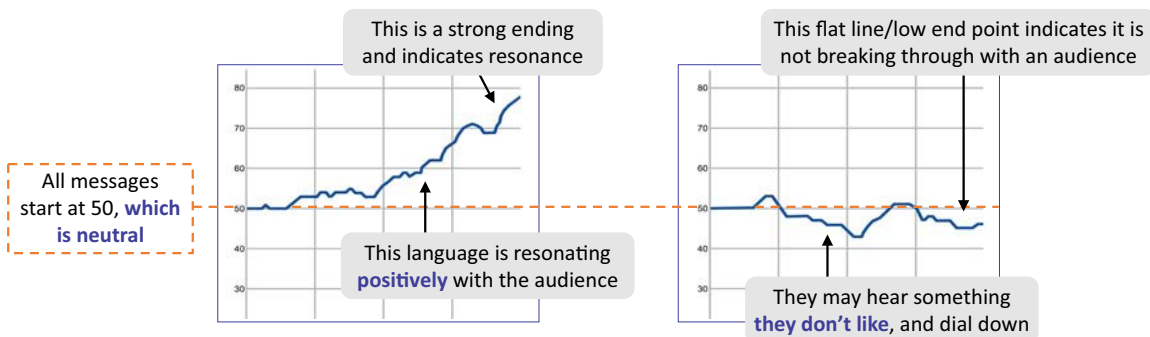 This is a strong ending
and indicates resonance
This flat line/low end point indicates it is
not breaking through with an audience
80
70
60
50
40
30
80
70
60
50
40
30
All messages
start at 50, which
is neutral
This language is resonating
positively with the audience
They may hear something
they don't like, and dial down